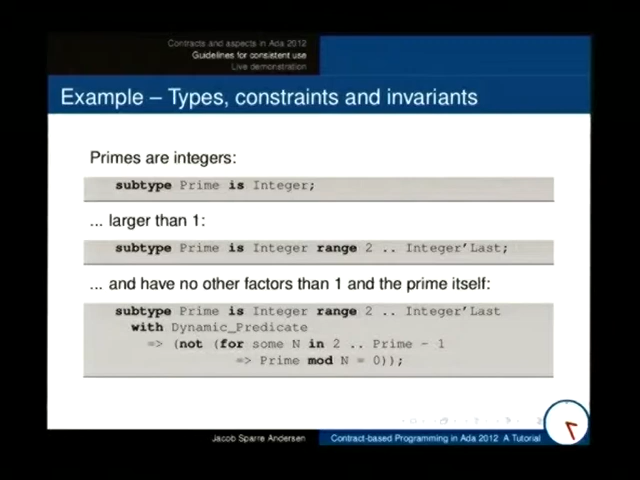 Contracts and aspects in Ada 2012
Guidelines for consistent use
Live demonstration
Example – Types, constraints and invariants
Primes are integers:
subtype Prime is Integer;
... larger than 1:
subtype Prime is Integer range 2 .. Integer'Last;
... and have no other factors than 1 and the prime itself:
subtype Prime is Integer range 2 .. Integer'Last
with Dynamic_Predicate
=> (not (for some N in 2 .. Prime - 1
=> Prime mod N = 0));
Jacob Sparre Andersen
Contract-based Programming in Ada 2012 A Tutorial